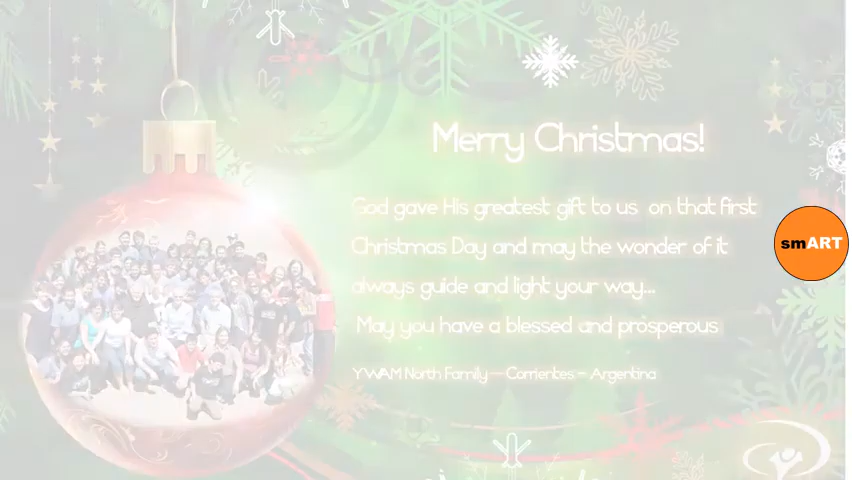 Merry Christmas!
God gave His greatest gift to us on that first
Christmas Day and may the wonder of it
always guide and light your way...
May you have a blessed and prosperous
YWAM North Family - Corrientes - Argentina
smART